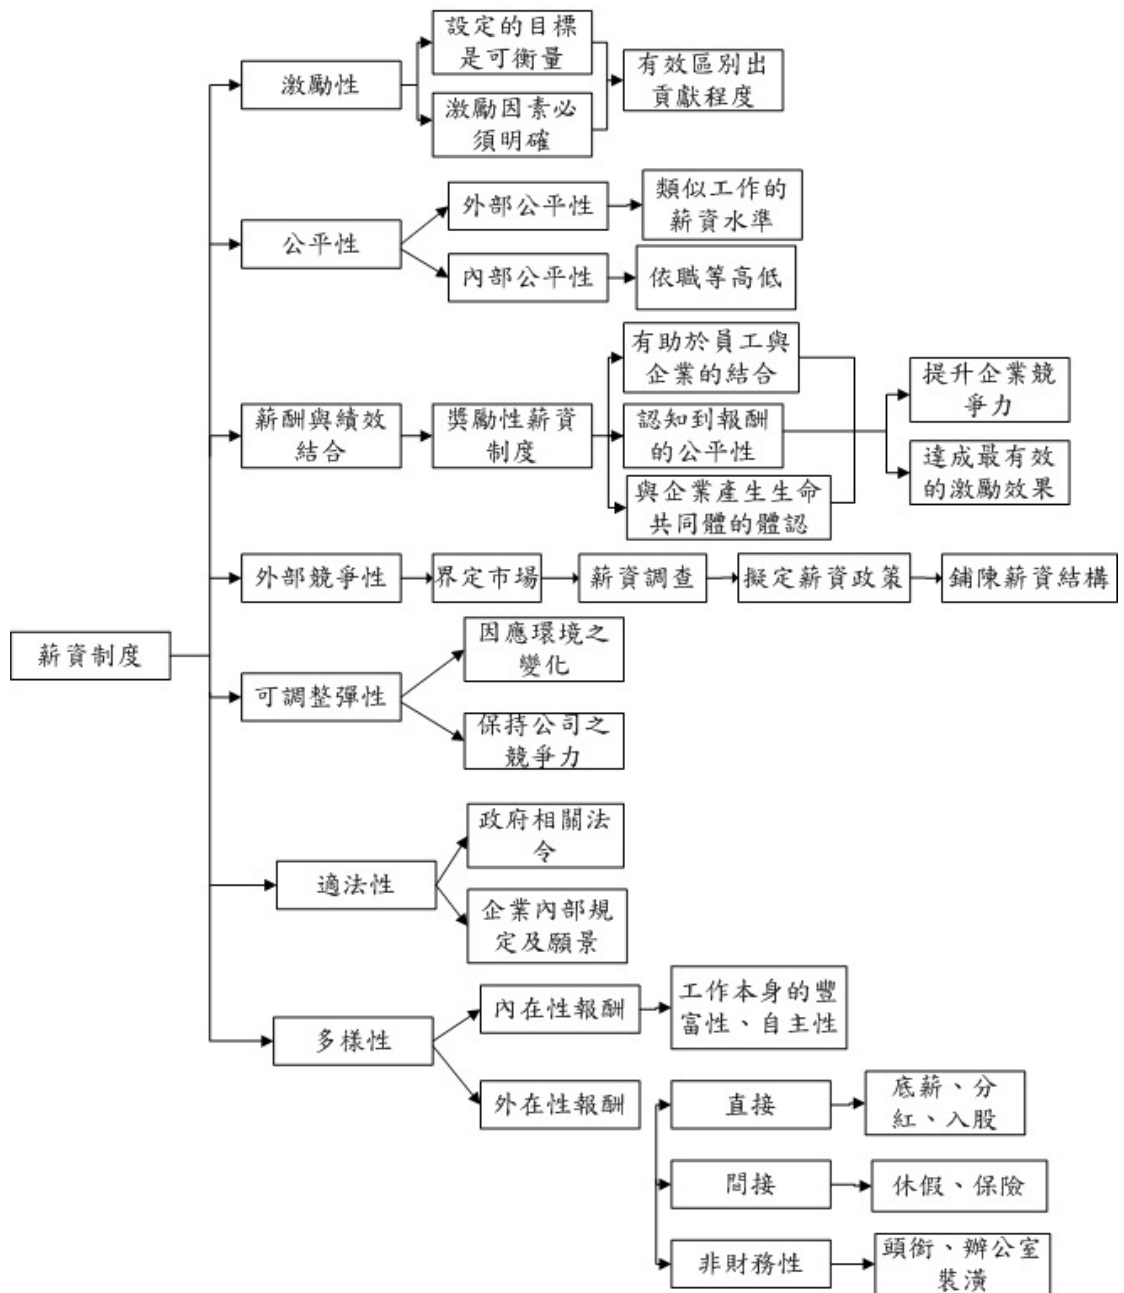 設定的目標
是可衡量
激勵性
有效區別出
貢獻程度
激勵因素必
須明確
外部公平性
類似工作的
薪資水準
公平性
內部公平性
依職等高低
有助於員工與
企業的結合
提升企業競
爭力
薪酬與績效
結合
獎勵性薪資
制度
認知到報酬
的公平性
達成最有效
的激勵效果
與企業產生生命
共同體的體認
外部競爭性
界定市場
薪資調查
擬定薪資政策
鋪陳薪資結構
薪資制度
因應環境之
變化
可調整彈性
保持公司之
競爭力
政府相關法
令
適法性
企業內部規
定及願景
內在性報酬
工作本身的豐
富性、自主性
多樣性
外在性報酬
直接
底薪、分
紅、入股
間接
休假、保險
非財務性
頭銜、辦公室
裝潢